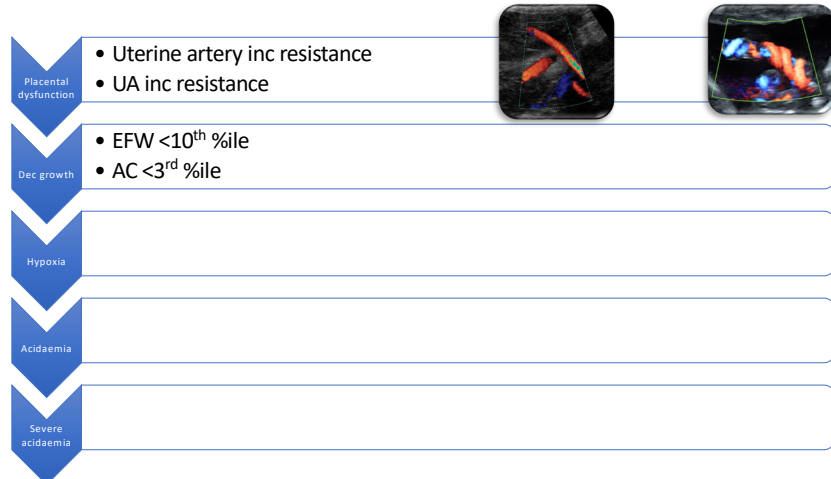 Placental
dysfunction
• Uterine artery inc resistance
• UA inc resistance
Dec growth
• EFW <10th %ile
• AC <3rd %ile
Hypoxia
Acidaemia
Severe
acidaemia